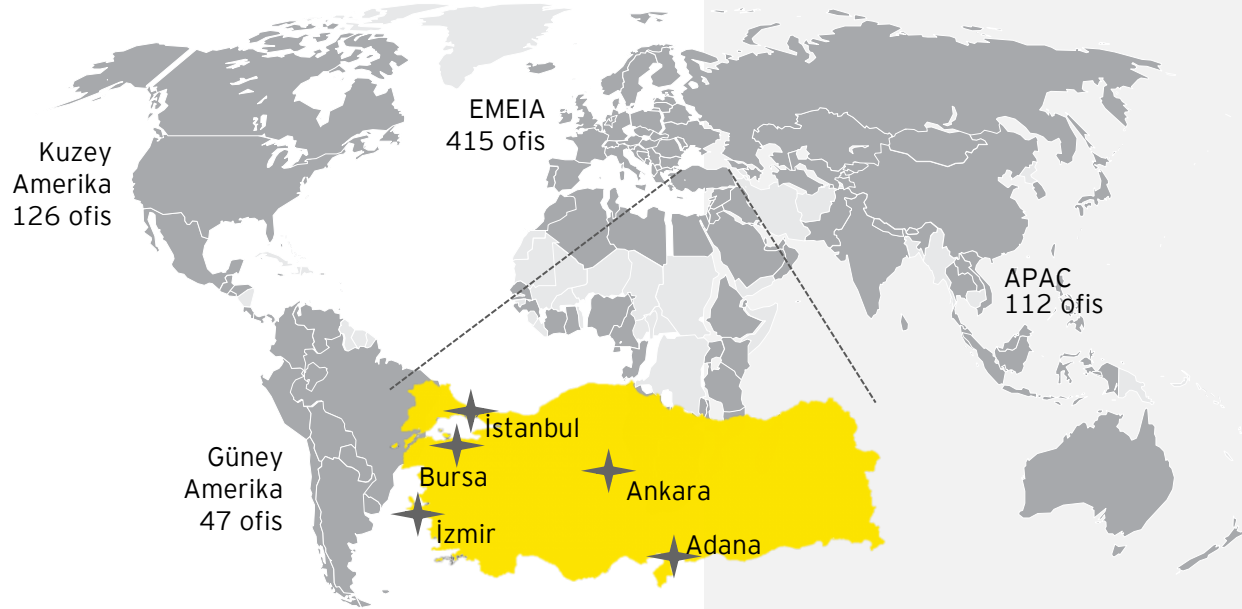 EMEIA
415 ofis
Kuzey
Amerika
126 ofis
APAC
112 ofis
İstanbul
Güney
Amerika
47 ofis
Bursa
Ankara
İzmir
Adana